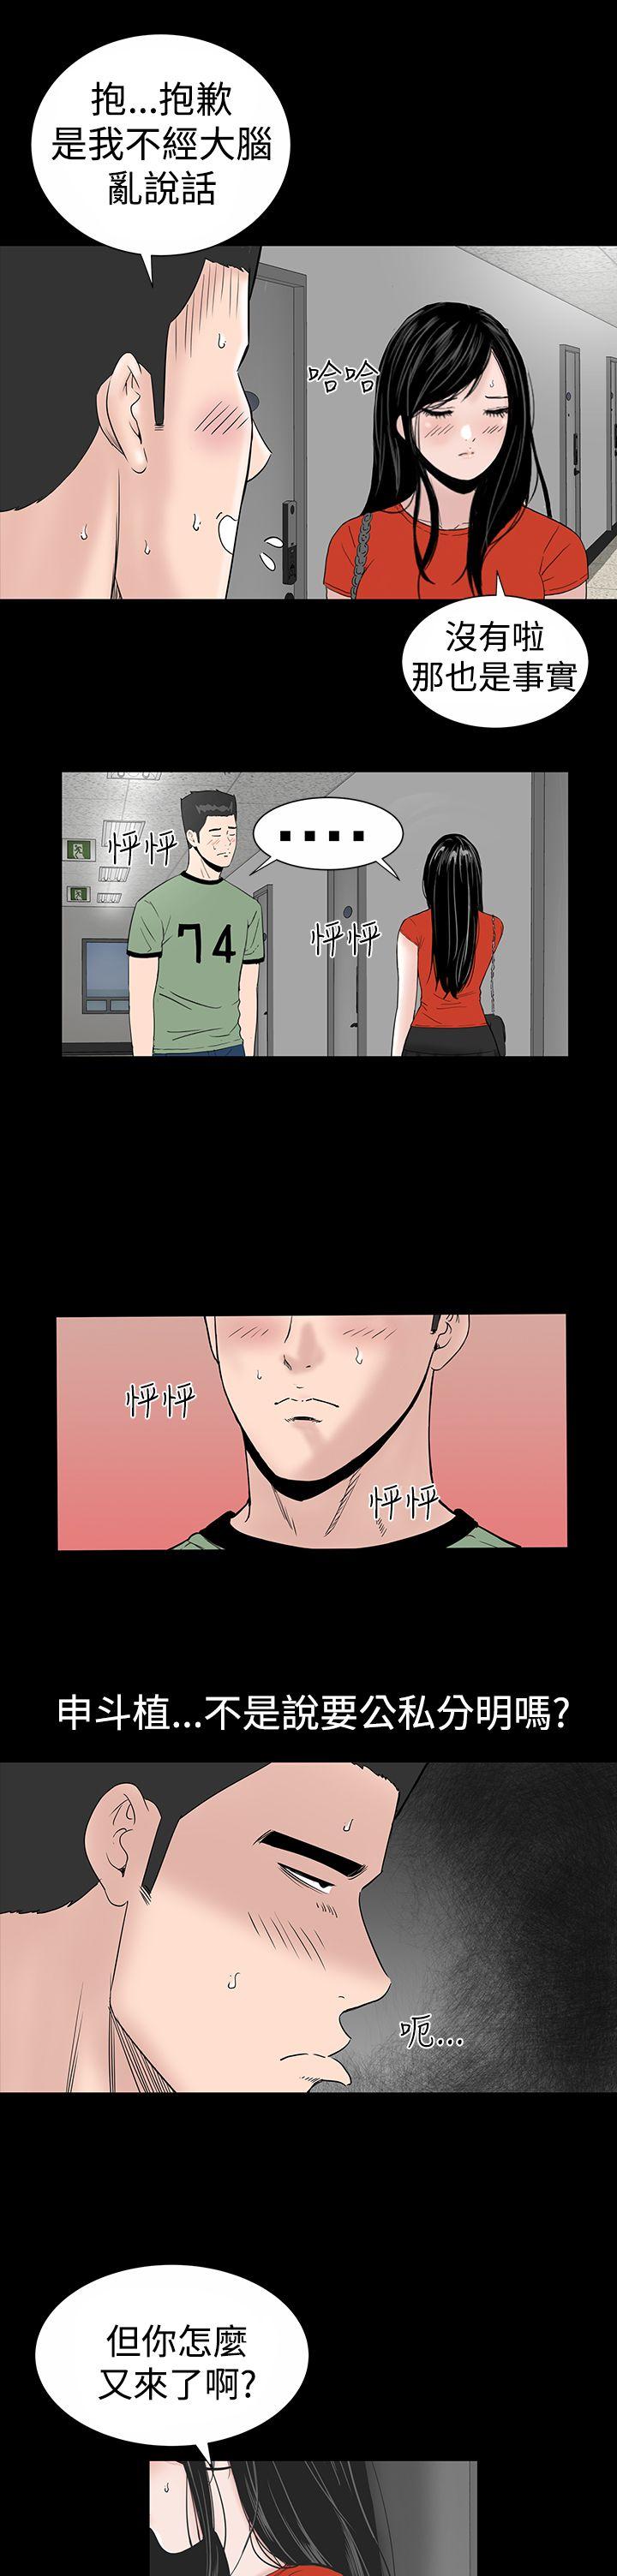 抱...抱歉
是我不經大腦
亂說話
哈哈
沒有啦
那也是事實
怦怦
....
74
怦怦
怦怦
怦怦
申斗植...不是說要公私分明嗎?
呃...
但你怎麼
又來了啊?